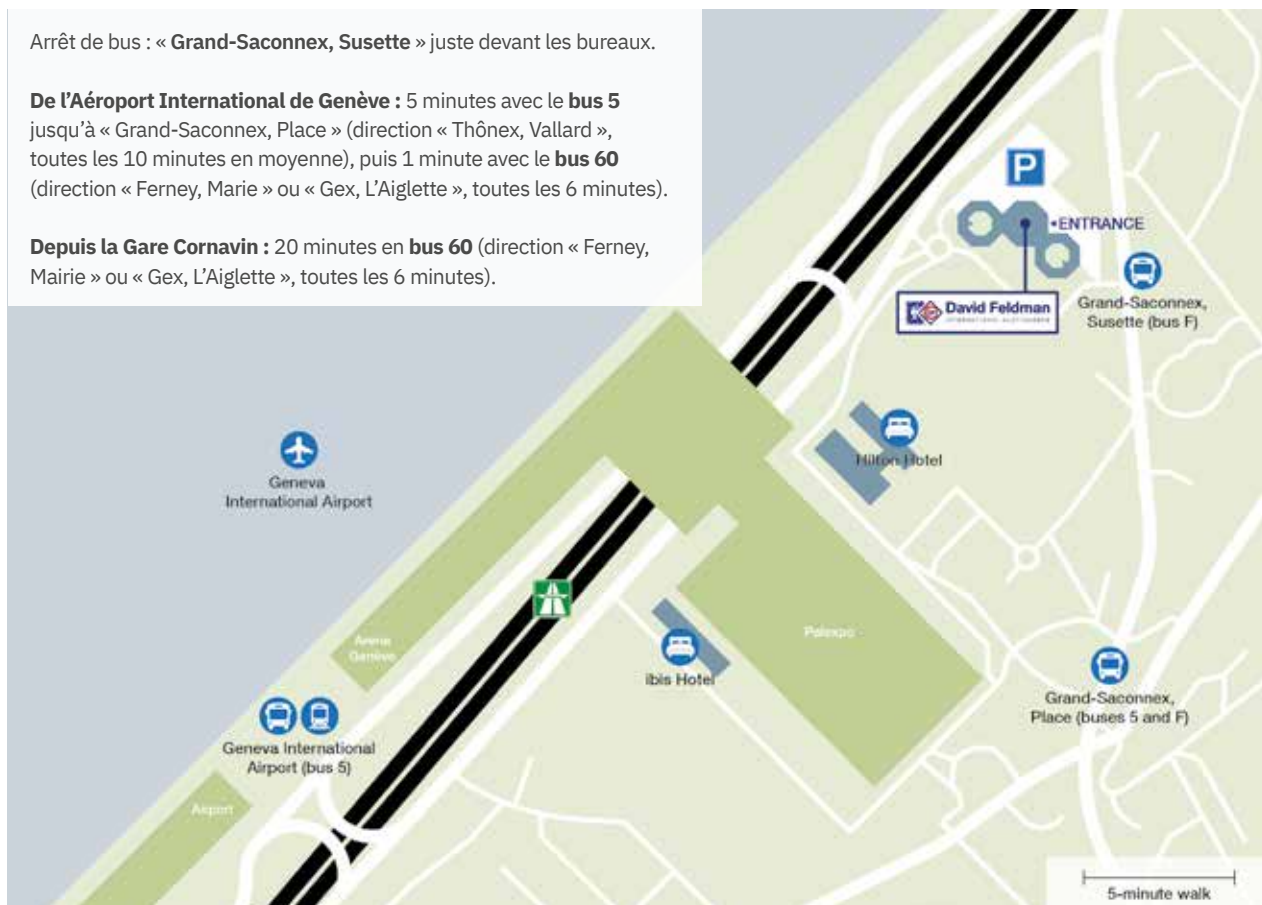 Arrêt de bus : « Grand-Saconnex, Susette » juste devant les bureaux.
De l’Aéroport International de Genève : 5 minutes avec le bus 5
jusqu’à « Grand-Saconnex, Place » (direction « Thônex, Vallard »,
toutes les 10 minutes en moyenne), puis 1 minute avec le bus 60
(direction « Ferney, Marie » ou « Gex, L’Aiglette », toutes les 6 minutes).
Depuis la Gare Cornavin : 20 minutes en bus 60 (direction « Ferney,
Mairie » ou « Gex, L’Aiglette », toutes les 6 minutes).
P
ENTRANCE
David Feldman
INTERNATIONAL AUCTIONEERS
Grand-Saconnex,
Susette (bus F)
Hilton Hotel
Geneva
International Airport
Arena
Genève
ibis Hotel
Palexpo
Grand-Saconnex,
Place (buses 5 and F)
Geneva International
Airport (bus 5)
Airport
5-minute walk